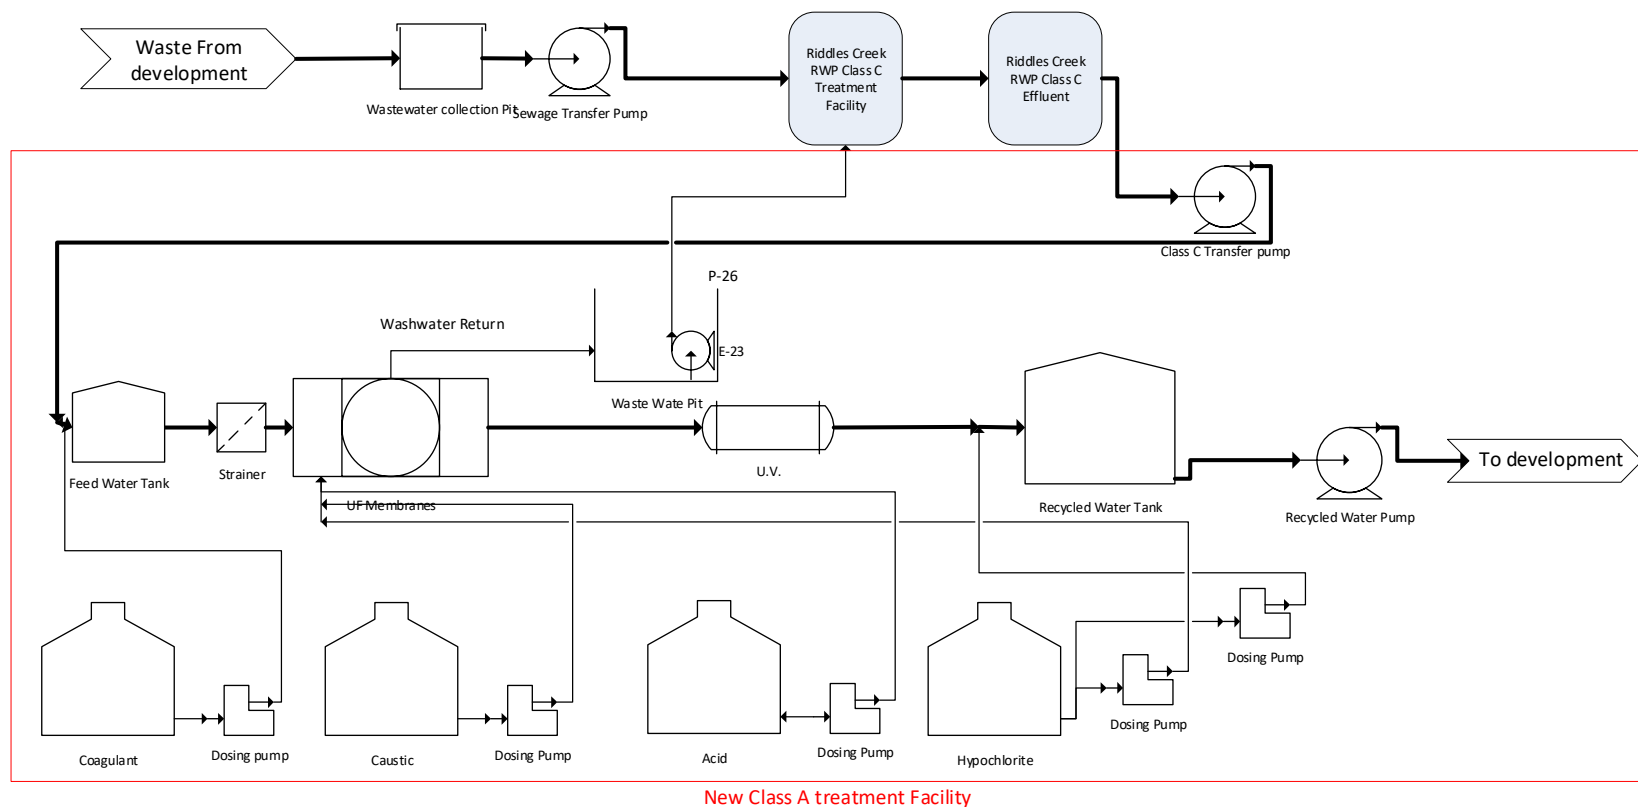 Waste From
development
Wastewater collection Pit
Sewage Transfer Pump
Riddles Creek
RWP Class C
Treatment
Facility
Riddles Creek
RWP Class C
Effluent
Class C Transfer pump
P-26
Washwater Return
E-23
Waste Wate Pit
Feed Water Tank
Strainer
UF Membranes
U.V.
Recycled Water Tank
Recycled Water Pump
To development
Coagulant
Dosing pump
Caustic
Dosing Pump
Acid
Dosing Pump
Hypochlorite
Dosing Pump
Dosing Pump
New Class A treatment Facility